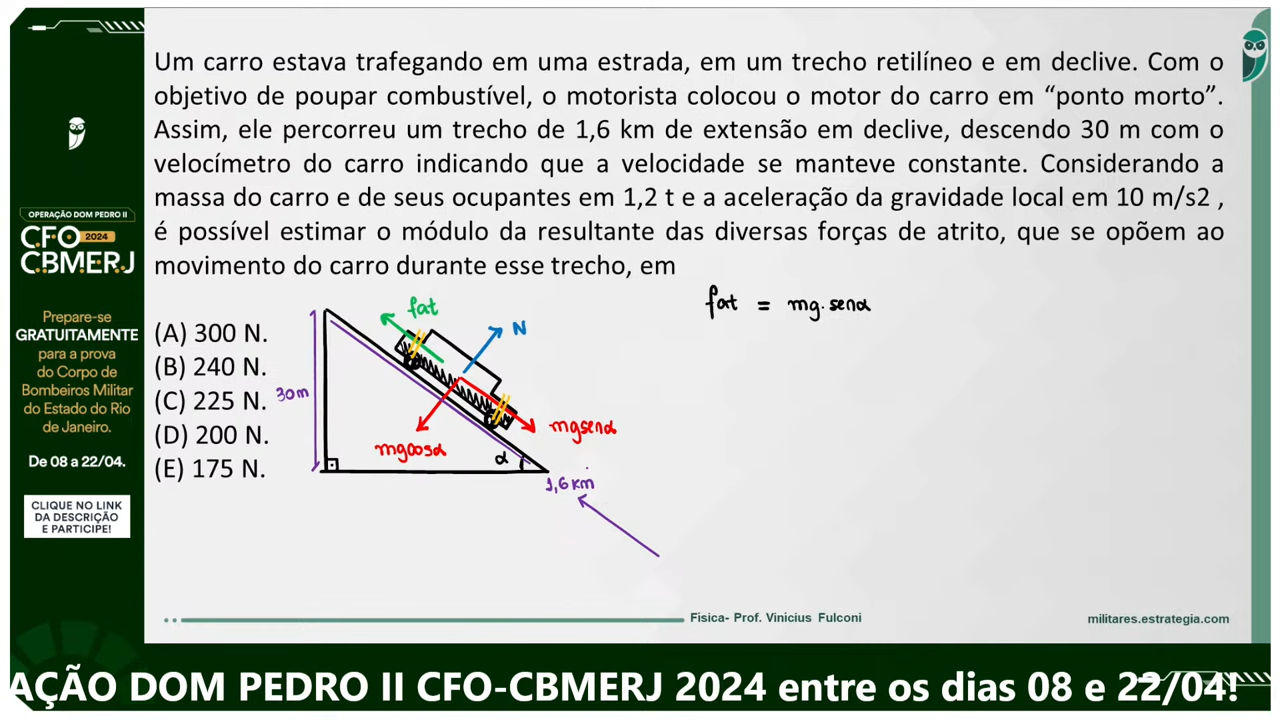 Um carro estava trafegando em uma estrada, em um trecho retilíneo e em declive. Com o
objetivo de poupar combustível, o motorista colocou o motor do carro em “ponto morto”.
Assim, ele percorreu um trecho de 1,6 km de extensão em declive, descendo 30 m com o
velocímetro do carro indicando que a velocidade se manteve constante. Considerando a
massa do carro e de seus ocupantes em 1,2 t e a aceleração da gravidade local em 10 m/s2 ,
é possível estimar o módulo da resultante das diversas forças de atrito, que se opõem ao
movimento do carro durante esse trecho, em
(A) 300 N.
(B) 240 N.
(C) 225 N.
(D) 200 N.
(E) 175 N.
fat
N
30m
mgcosα
mgsenα
α
1,6 km
fat = mg.senα
OPERAÇÃO DOM PEDRO II
CFO 2024
CBMERJ
Prepare-se
GRATUITAMENTE
para a prova
do Corpo de
Bombeiros Militar
do Estado do Rio
de Janeiro.
De 08 a 22/04.
CLIQUE NO LINK
DA DESCRIÇÃO
E PARTICIPE!
Física- Prof. Vinícius Fulconi
militares.estrategia.com
AÇÃO DOM PEDRO II CFO-CBMERJ 2024 entre os dias 08 e 22/04!